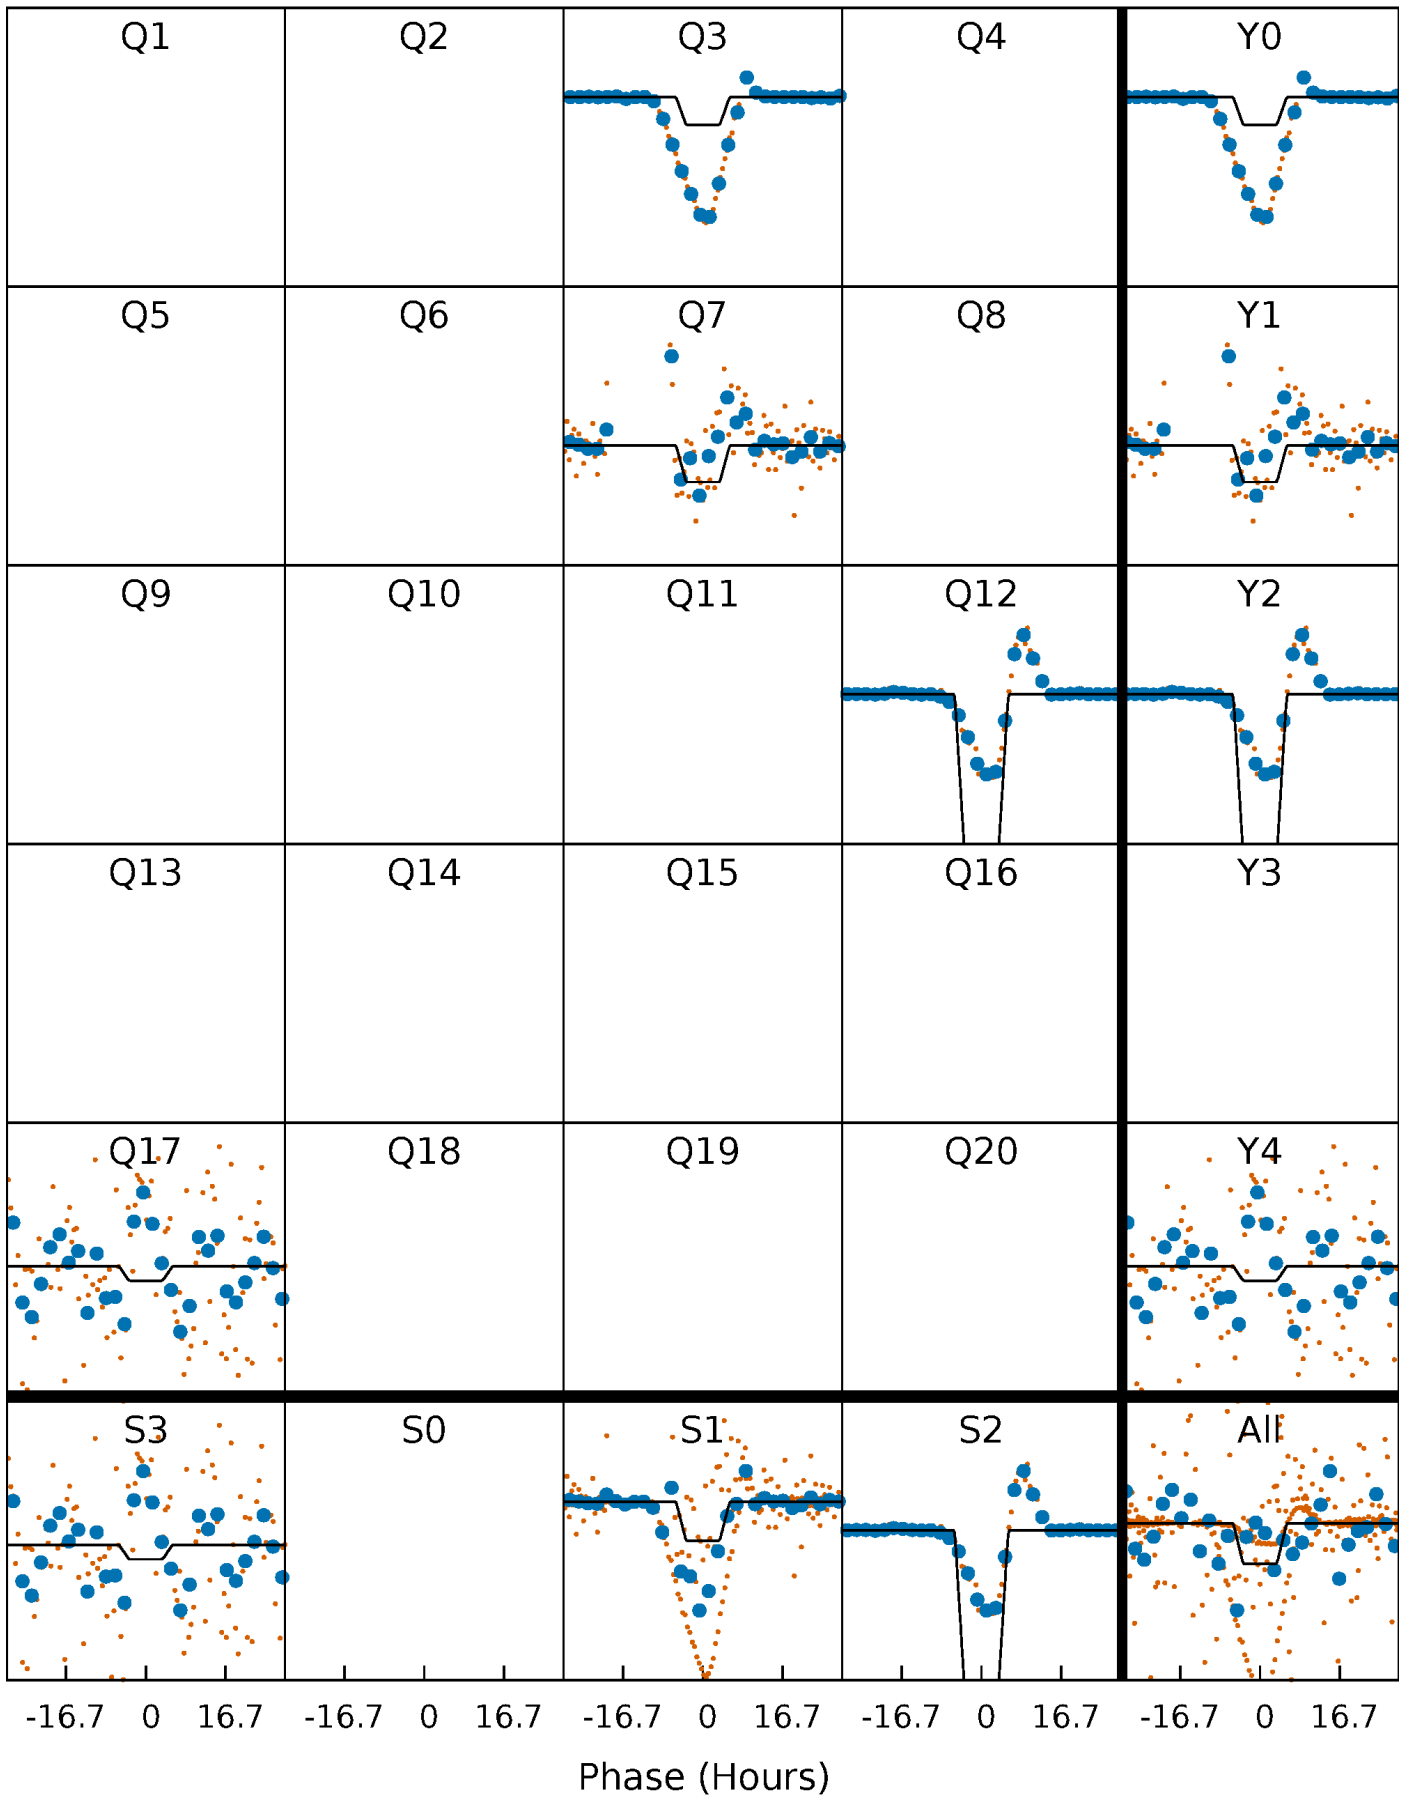 Q1 Q2 Q3 Q4 Y0
Q5 Q6 Q7 Q8 Y1
Q9 Q10 Q11 Q12 Y2
Q13 Q14 Q15 Q16 Y3
Q17 Q18 Q19 Q20 Y4
S3 S0 S1 S2 All
-16.7 0 16.7 -16.7 0 16.7 -16.7 0 16.7 -16.7 0 16.7 -16.7 0 16.7
Phase (Hours)